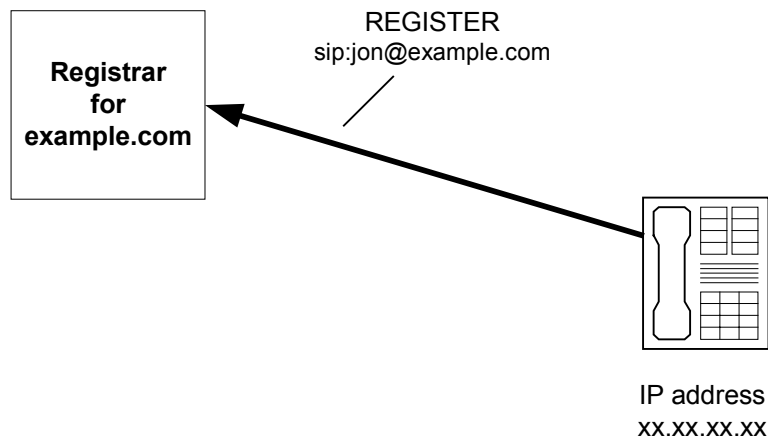 REGISTER
sip:jon@example.com
Registrar
for
example.com
IP address
xx.xx.xx.xx